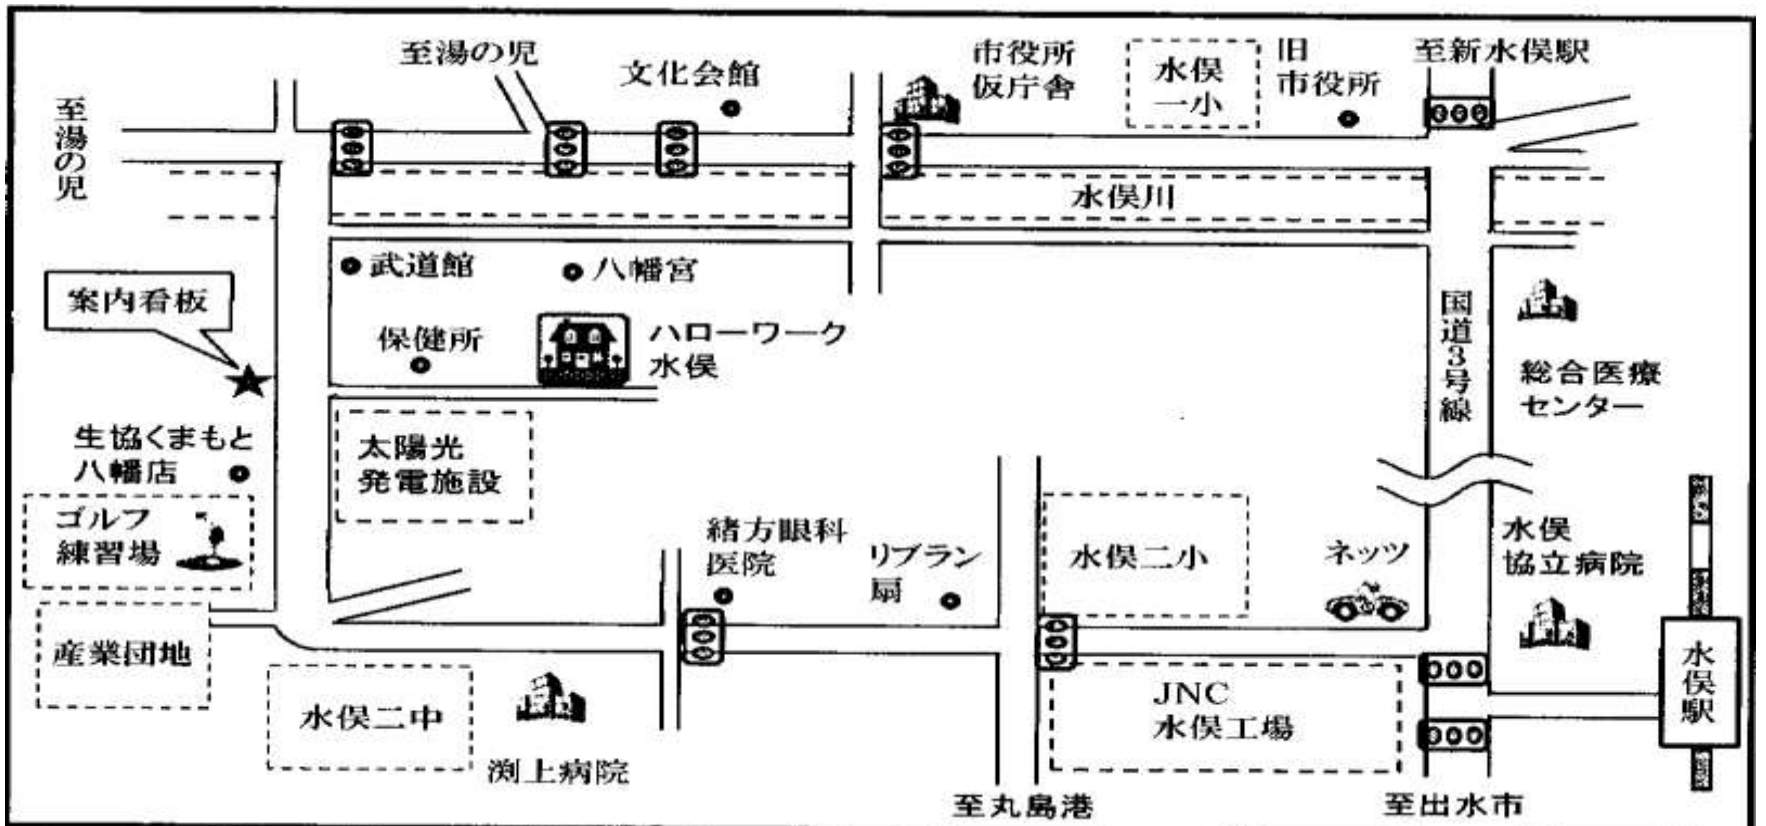 至湯の児
文化会館
市役所
仮庁舎
水俣
一小
旧
市役所
至新水俣駅
至湯の児
水俣川
武道館
八幡宮
案内看板
保健所
ハローワーク
水俣
国道3号線
総合医療
センター
生協くまもと
八幡店
太陽光
発電施設
ゴルフ
練習場
緒方眼科
医院
リブラン
扇
水俣二小
ネッツ
水俣
協立病院
産業団地
水俣二中
渕上病院
JNC
水俣工場
水俣駅
至丸島港
至出水市